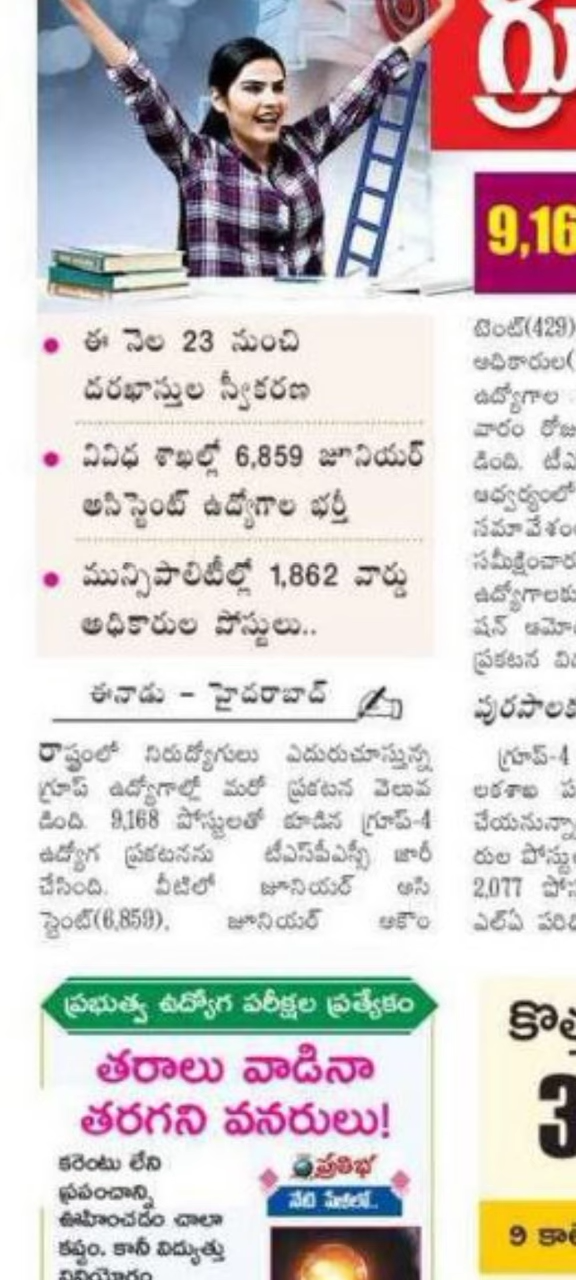 గ్రూ
9,16
• ఈ నెల 23 నుంచి
దరఖాస్తుల స్వీకరణ
• వివిధ శాఖల్లో 6,859 జూనియర్
అసిస్టెంట్ ఉద్యోగాల భర్తీ
• మున్సిపాలిటీల్లో 1,862 వార్డు
అధికారుల పోస్టులు..
ఈనాడు - హైదరాబాద్
రాష్ట్రంలో నిరుద్యోగులు ఎదురుచూస్తున్న
గ్రూప్ ఉద్యోగాల్లో మరో ప్రకటన వెలువ
డింది. 9,168 పోస్టులతో కూడిన గ్రూప్-4
ఉద్యోగ ప్రకటనను టీఎస్‌పీఎస్సీ జారీ
చేసింది. వీటిలో జూనియర్ అసి
స్టెంట్(6,859), జూనియర్ అకౌం
టెంట్(429)
అధికారుల(
ఉద్యోగాల
వారం రోజు
డింది. టీఎ
ఆధ్వర్యంలో
సమావేశం
సమీక్షించార
ఉద్యోగాలకు
షన్ ఆమో
ప్రకటన వి
పురపాలక
గ్రూప్-4
లకశాఖ ప
చేయనున్నా
రుల పోస్టు
2,077 పో
ఎల్ఏ పరి
ప్రభుత్వ ఉద్యోగ పరీక్షల ప్రత్యేకం
తరాలు వాడినా
తరగని వనరులు!
కరెంటు లేని
ప్రపంచాన్ని
ఊహించడం చాలా
కష్టం. కానీ విద్యుత్తు
వినియోగం
ప్రతిభ
నేటి పేజీలో..
కొత
3
9 కా